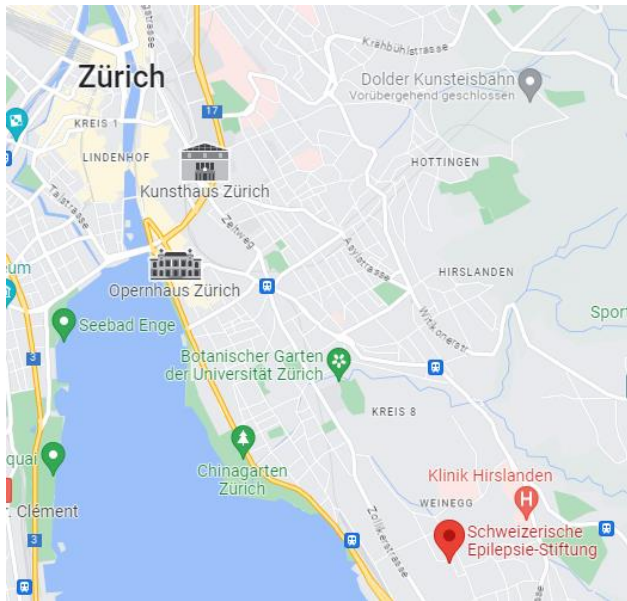 Krähbühlstrasse
Zürich
Dolder Kunsteisbahn
Vorübergehend geschlossen
17
KREIS 1
LINDENHOF
HOTTINGEN
Kunsthaus Zürich
Talstrasse
Zeltweg
Asylstrasse
HIRSLANDEN
Opernhaus Zürich
Seebad Enge
Witikonerstr
3
Botanischer Garten
der Universität Zürich
KREIS 8
Chinagarten
Zürich
Klinik Hirslanden
H
WEINEGG
Clément
Zollikerstrasse
Schweizerische
Epilepsie-Stiftung
3